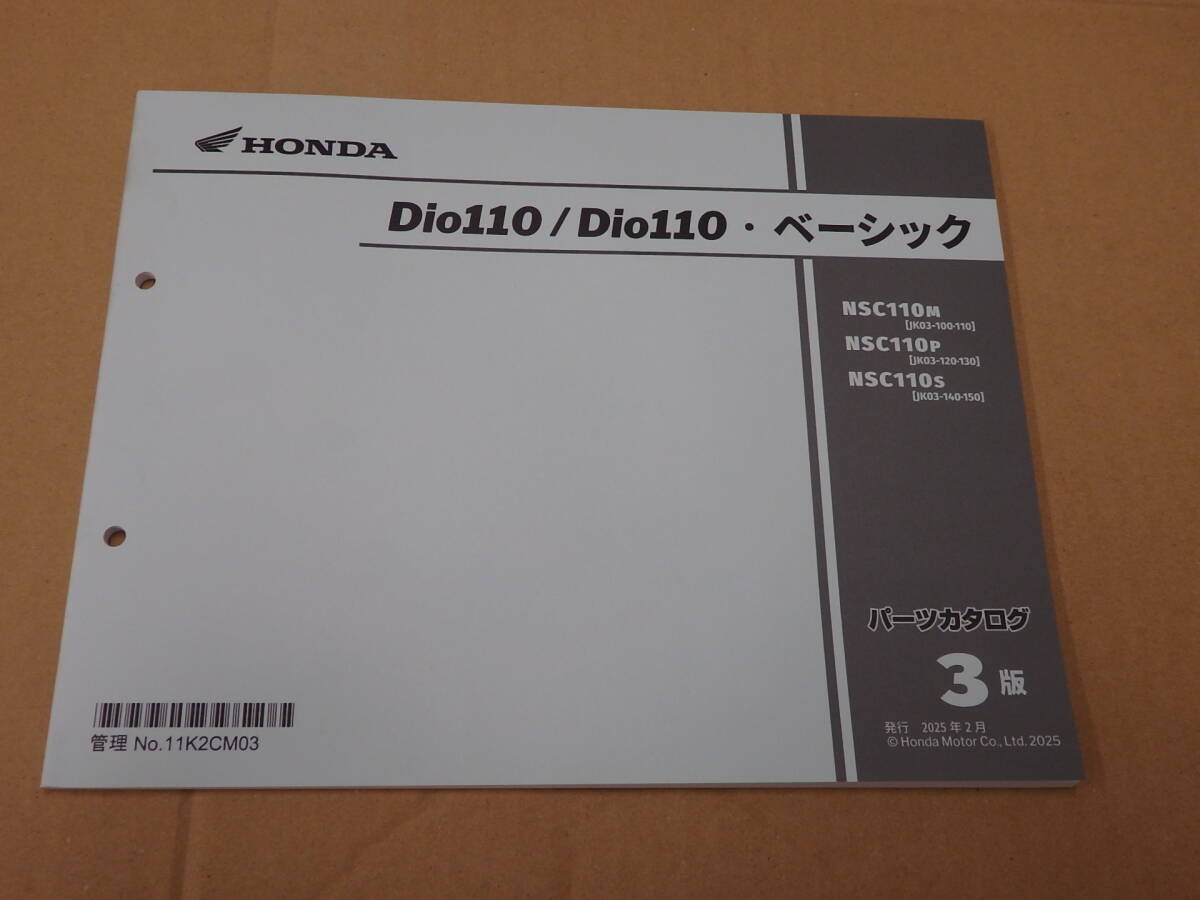 HONDA
Dio110 / Dio110・ベーシック
NSC110M
[JK03-100・110]
NSC110P
[JK03-120・130]
NSC110S
[JK03-140・150]
パーツカタログ
3版
発行 2025年2月
© Honda Motor Co., Ltd. 2025
管理 No.11K2CM03